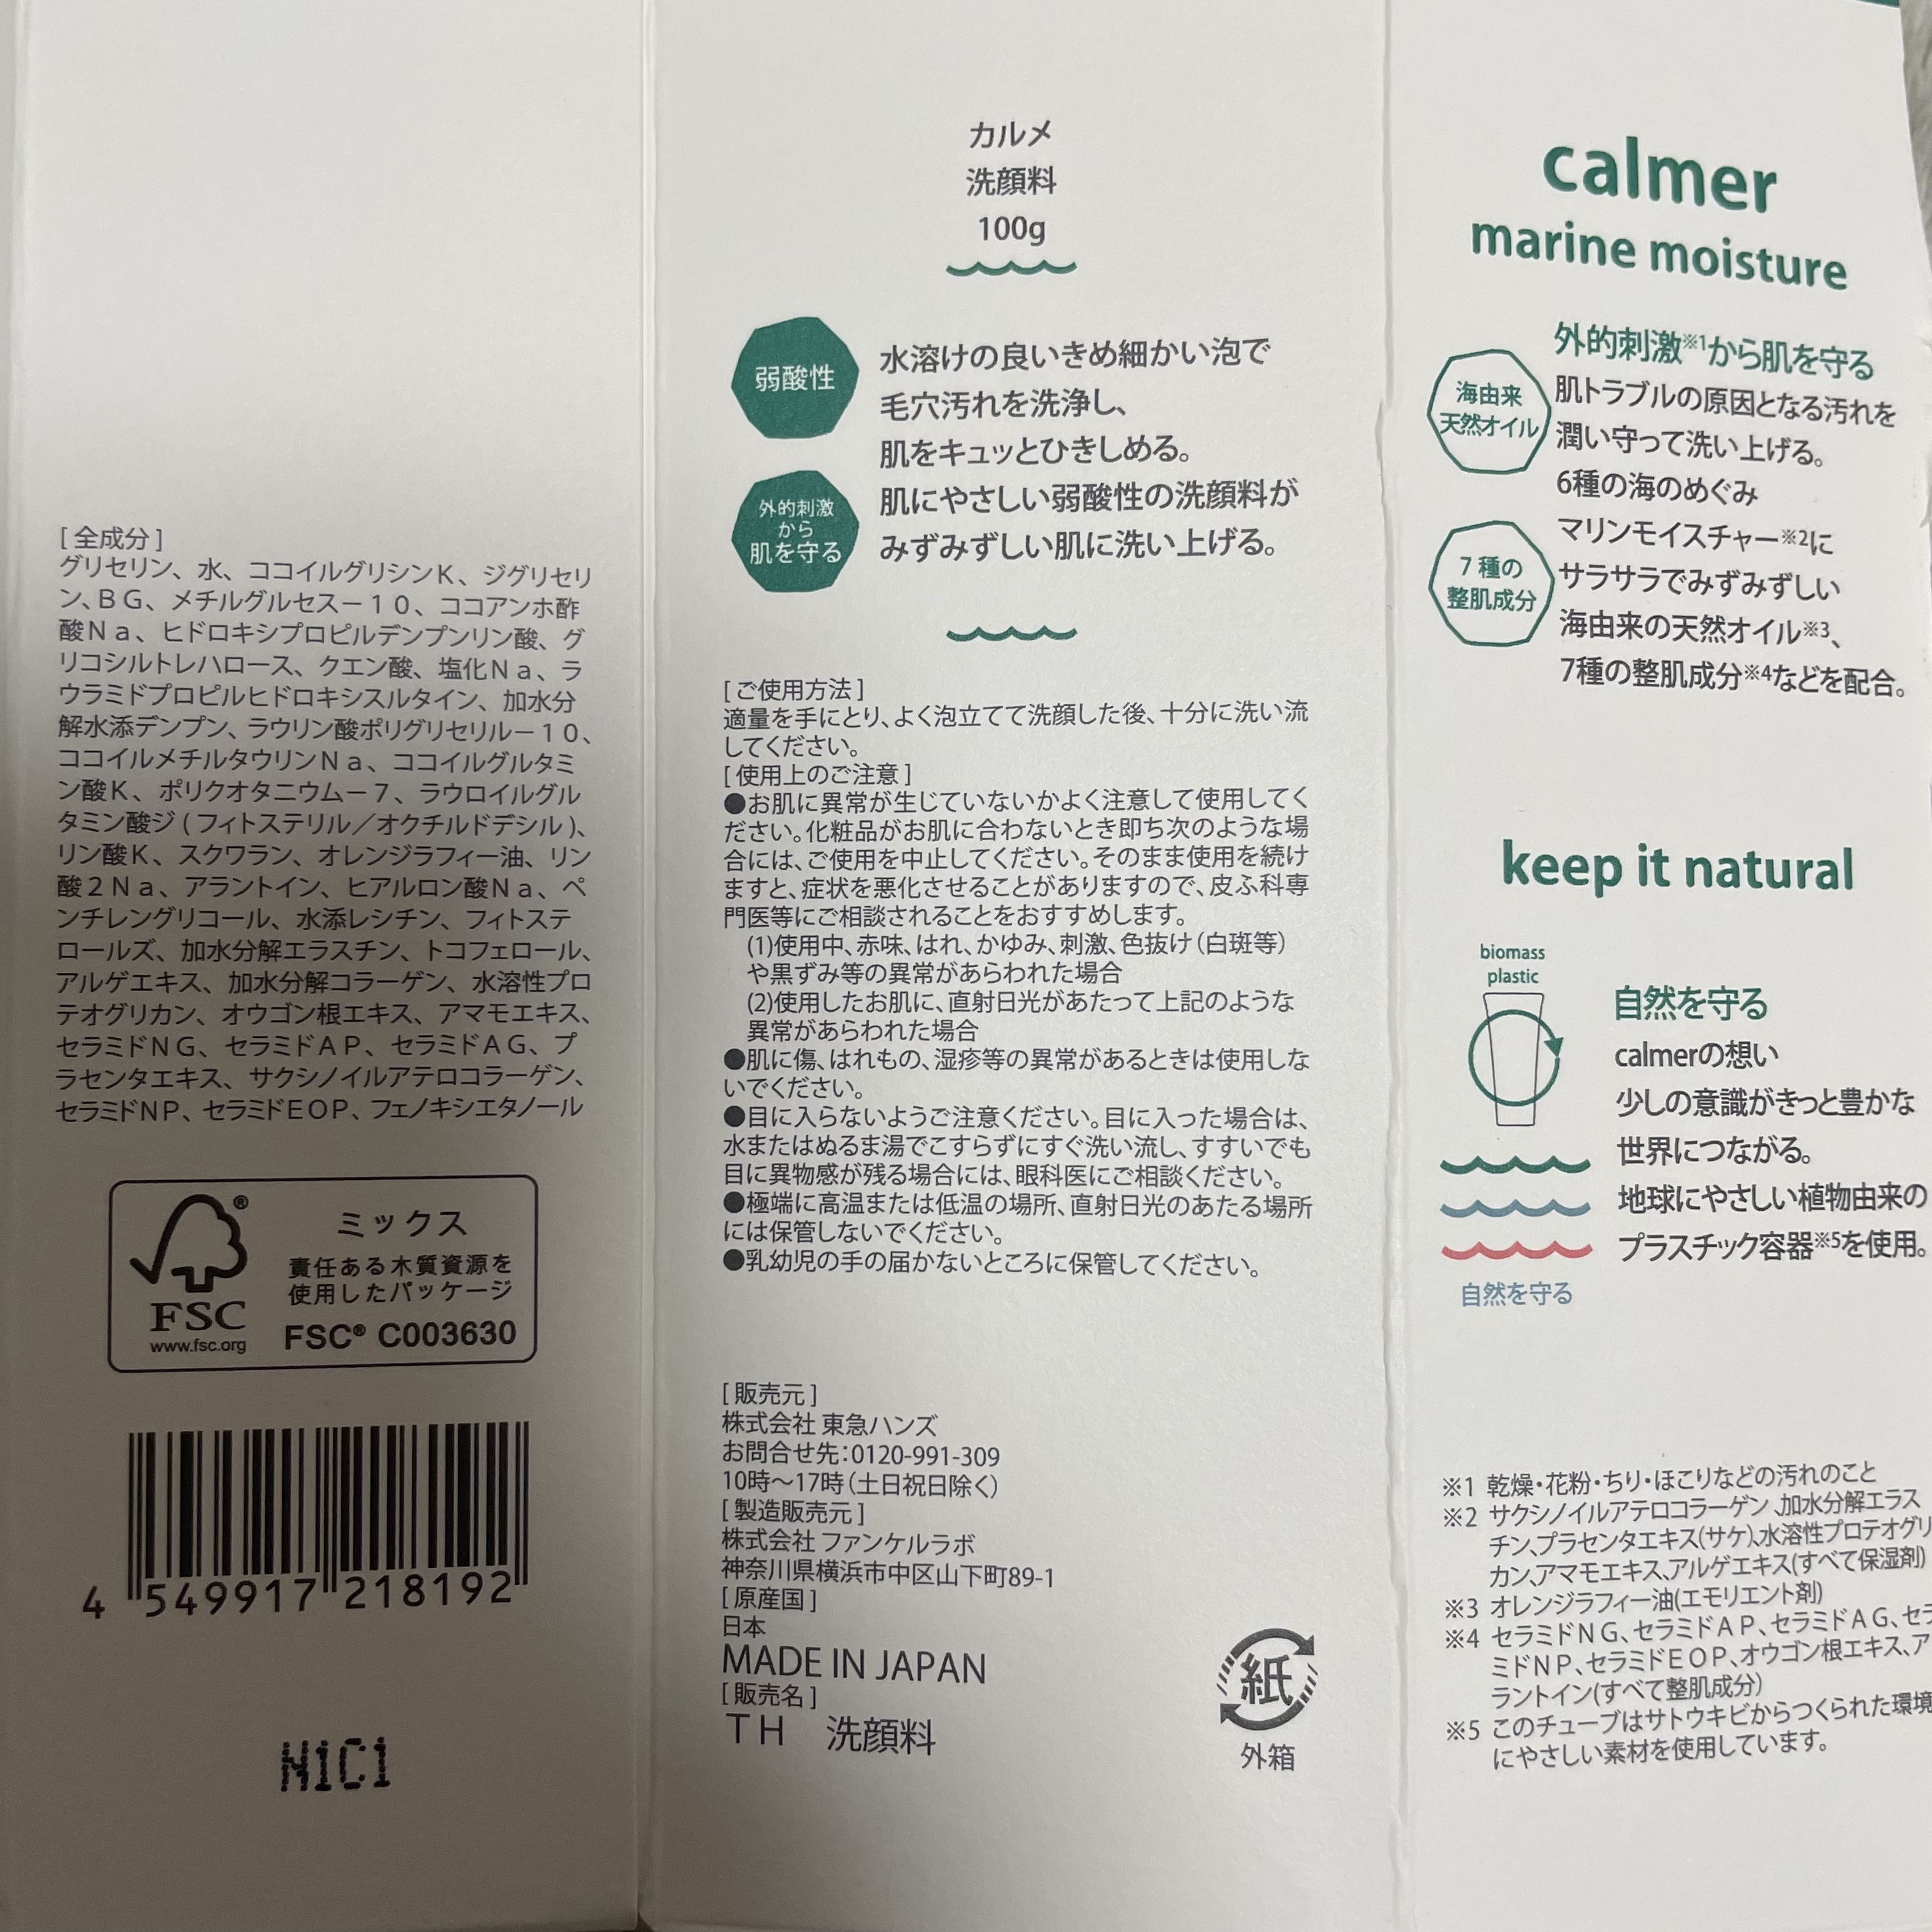 [全成分]
グリセリン、水、ココイルグリシンK、ジグリセリ
ン、BG、メチルグルセスー10、ココアンホ酢
酸Na、ヒドロキシプロピルデンプンリン酸、グ
リコシルトレハロース、クエン酸、塩化Na、ラ
ウラミドプロピルヒドロキシスルタイン、加水分
解水添デンプン、ラウリン酸ポリグリセリルー10、
ココイルメチルタウリンNa、ココイルグルタミ
ン酸K、ポリクオタニウムー7、ラウロイルグル
タミン酸ジ(フィトステリル／オクチルドデシル)、
リン酸K、スクワラン、オレンジラフィー油、リン
酸2Na、アラントイン、ヒアルロン酸Na、ペ
ンチレングリコール、水添レシチン、フィトステ
ロールズ、加水分解エラスチン、トコフェロール、
アルゲエキス、加水分解コラーゲン、水溶性プロ
テオグリカン、オウゴン根エキス、アマモエキス、
セラミドNG、セラミドAP、セラミドAG、プ
ラセンタエキス、サクシノイルアテロコラーゲン、
セラミドNP、セラミドEOP、フェノキシエタノール
®
FSC
www.fsc.org
ミックス
責任ある木質資源を
使用したパッケージ
FSC® C003630
4 549917 218192
N1C1
カルメ
洗顔料
100g
弱酸性
水溶けの良いきめ細かい泡で
毛穴汚れを洗浄し、
肌をキュッとひきしめる。
外的刺激
から
肌を守る
肌にやさしい弱酸性の洗顔料が
みずみずしい肌に洗い上げる。
[ご使用方法]
適量を手にとり、よく泡立てて洗顔した後、十分に洗い流
してください。
[使用上のご注意]
●お肌に異常が生じていないかよく注意して使用してく
ださい。化粧品がお肌に合わないとき即ち次のような場
合には、ご使用を中止してください。そのまま使用を続け
ますと、症状を悪化させることがありますので、皮ふ科専
門医等にご相談されることをおすすめします。
(1)使用中、赤味、はれ、かゆみ、刺激、色抜け(白斑等)
や黒ずみ等の異常があらわれた場合
(2)使用したお肌に、直射日光があたって上記のような
異常があらわれた場合
●肌に傷、はれもの、湿疹等の異常があるときは使用しな
いでください。
●目に入らないようご注意ください。目に入った場合は、
水またはぬるま湯でこすらずにすぐ洗い流し、すすいでも
目に異物感が残る場合には、眼科医にご相談ください。
●極端に高温または低温の場所、直射日光のあたる場所
には保管しないでください。
●乳幼児の手の届かないところに保管してください。
[販売元]
株式会社 東急ハンズ
お問合せ先：0120-991-309
10時〜17時(土日祝日除く)
[製造販売元]
株式会社 ファンケルラボ
神奈川県横浜市中区山下町89-1
[原産国]
日本
MADE IN JAPAN
[販売名]
TH 洗顔料
紙
外箱
calmer
marine moisture
海由来
天然オイル
外的刺激※1から肌を守る
肌トラブルの原因となる汚れを
潤い守って洗い上げる。
6種の海のめぐみ
マリンモイスチャー※2に
7種の
整肌成分
サラサラでみずみずしい
海由来の天然オイル※3、
7種の整肌成分※4などを配合。
keep it natural
biomass
plastic
自然を守る
calmerの想い
少しの意識がきっと豊かな
世界につながる。
地球にやさしい植物由来の
プラスチック容器※5を使用。
自然を守る
※1 乾燥・花粉・ちり・ほこりなどの汚れのこと
※2 サクシノイルアテロコラーゲン、加水分解エラス
チン、プラセンタエキス(サケ)、水溶性プロテオグリ
カン、アマモエキス、アルゲエキス(すべて保湿剤)
※3 オレンジラフィー油(エモリエント剤)
※4 セラミドNG、セラミドAP、セラミドAG、セラ
ミドNP、セラミドEOP、オウゴン根エキス、ア
ラントイン(すべて整肌成分)
※5 このチューブはサトウキビからつくられた環境
にやさしい素材を使用しています。